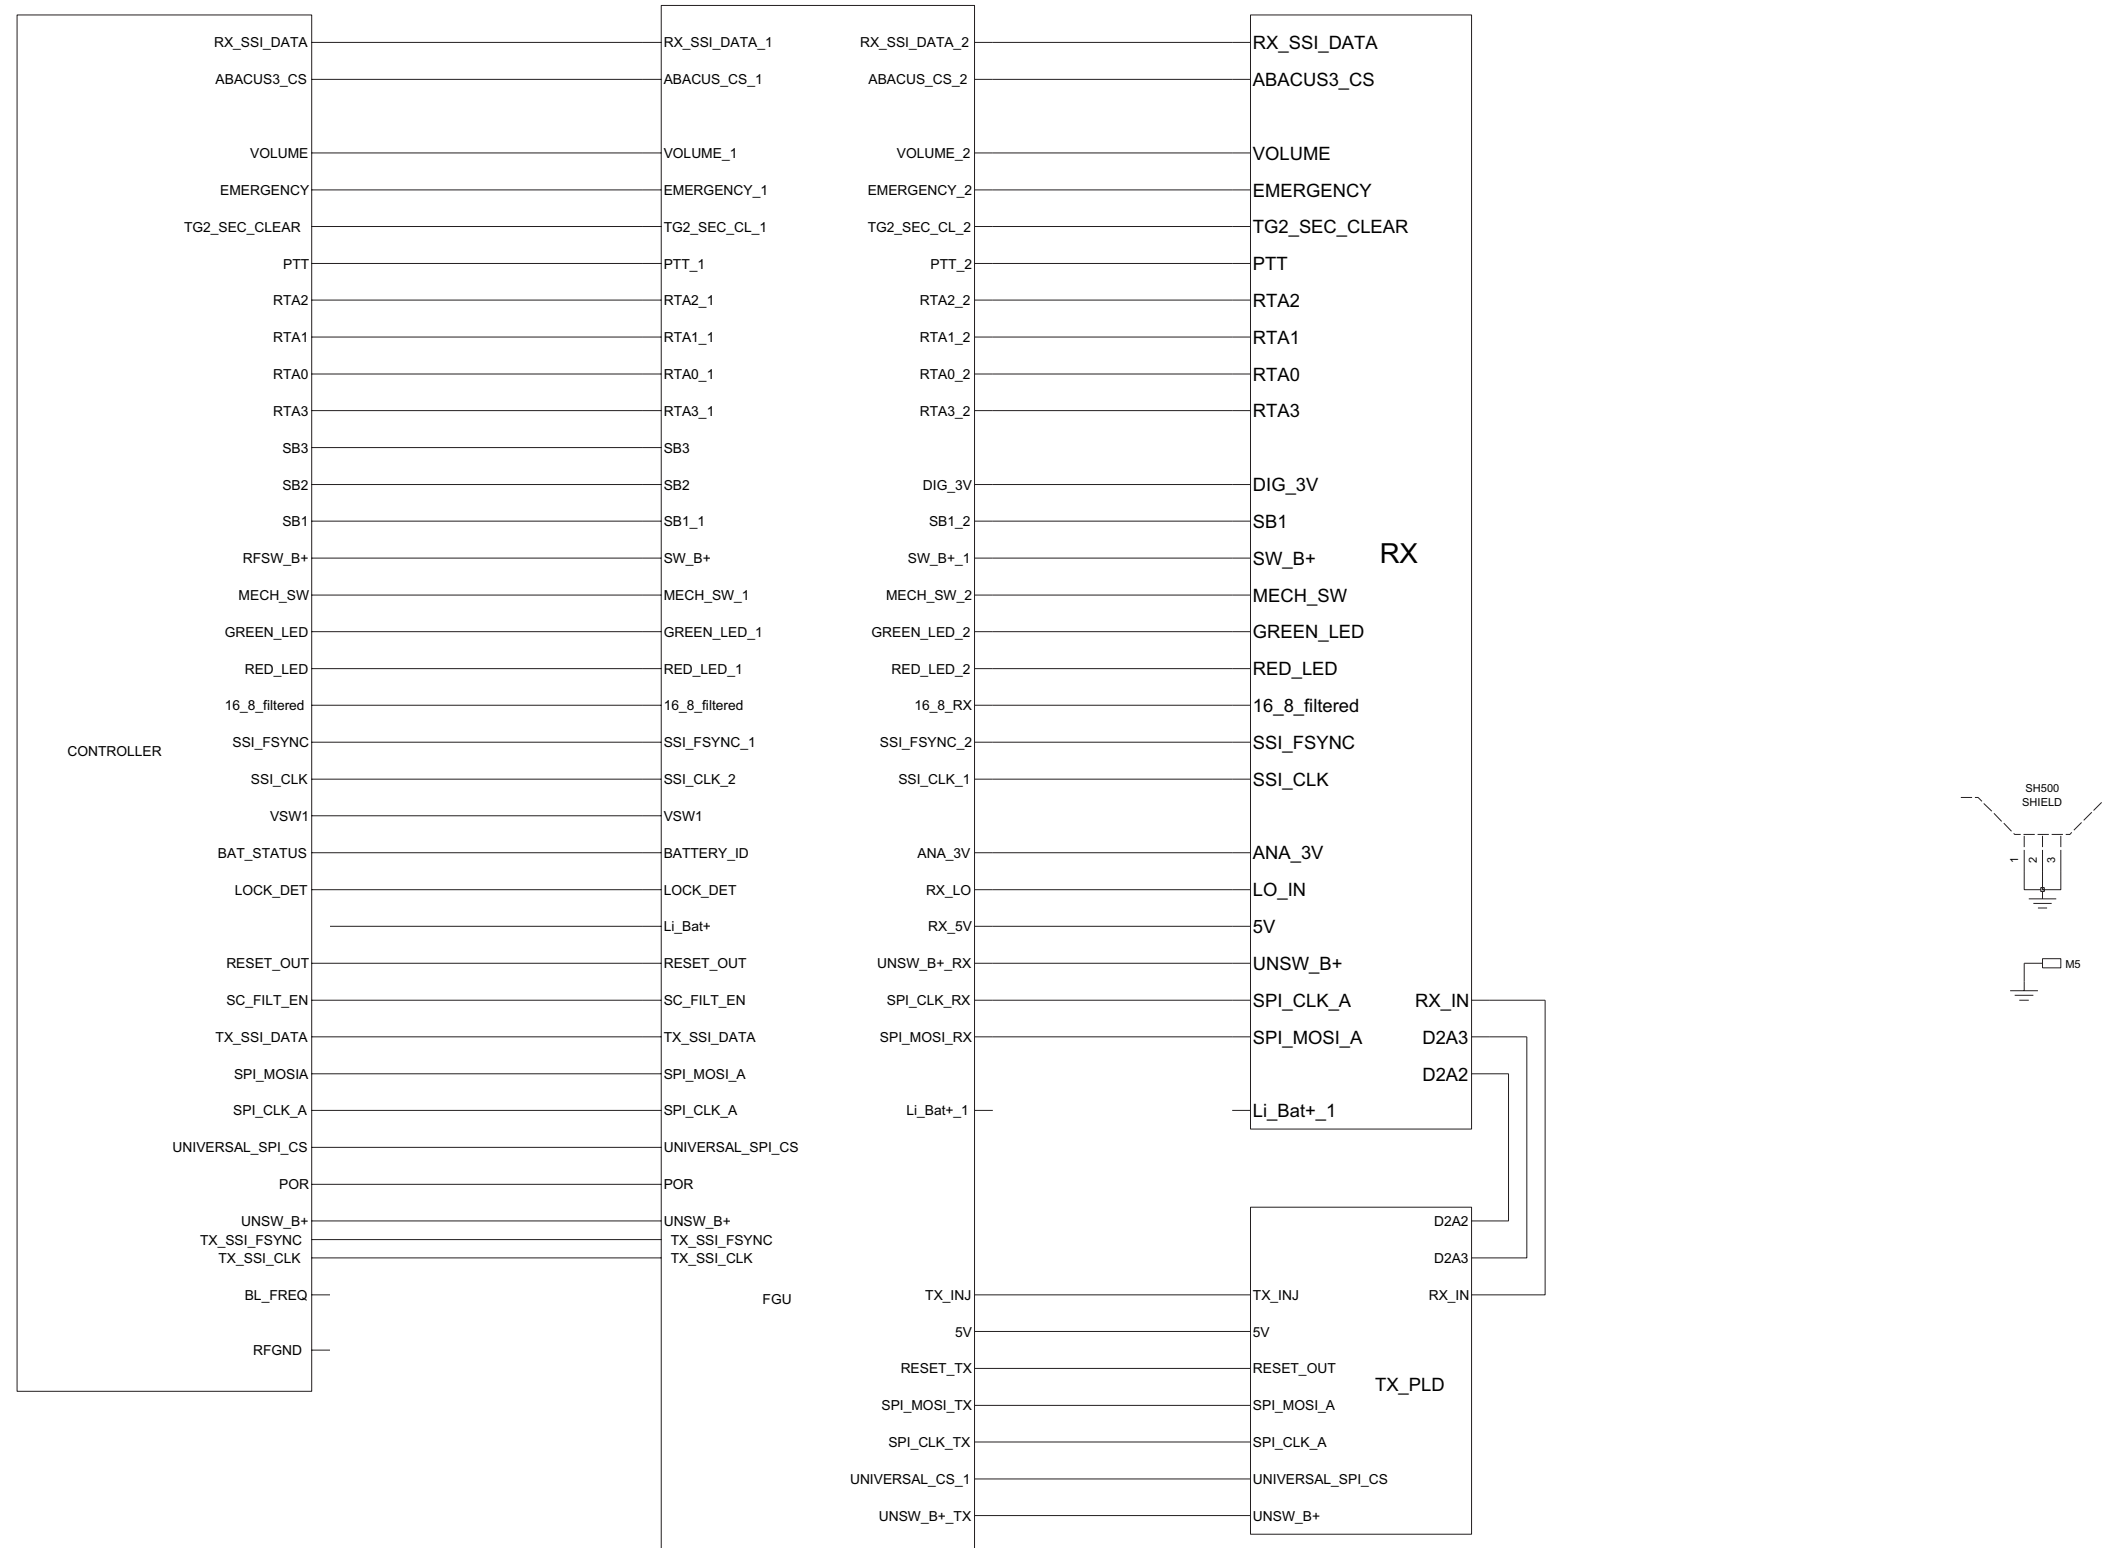 RX_SSI_DATA RX_SSI_DATA_1 RX_SSI_DATA_2 RX_SSI_DATA
ABACUS3_CS ABACUS_CS_1 ABACUS_CS_2 ABACUS3_CS
VOLUME VOLUME_1 VOLUME_2 VOLUME
EMERGENCY EMERGENCY_1 EMERGENCY_2 EMERGENCY
TG2_SEC_CLEAR TG2_SEC_CL_1 TG2_SEC_CL_2 TG2_SEC_CLEAR
PTT PTT_1 PTT_2 PTT
RTA2 RTA2_1 RTA2_2 RTA2
RTA1 RTA1_1 RTA1_2 RTA1
RTA0 RTA0_1 RTA0_2 RTA0
RTA3 RTA3_1 RTA3_2 RTA3
SB3 SB3
SB2 SB2 DIG_3V DIG_3V
SB1 SB1_1 SB1_2 SB1
RFSW_B+ SW_B+ SW_B+_1 SW_B+ RX
MECH_SW MECH_SW_1 MECH_SW_2 MECH_SW
GREEN_LED GREEN_LED_1 GREEN_LED_2 GREEN_LED
RED_LED RED_LED_1 RED_LED_2 RED_LED
16_8_filtered 16_8_filtered 16_8_RX 16_8_filtered
SSI_FSYNC SSI_FSYNC_1 SSI_FSYNC_2 SSI_FSYNC
CONTROLLER
SSI_CLK SSI_CLK_2 SSI_CLK_1 SSI_CLK
SH500
SHIELD
VSW1 VSW1
BAT_STATUS BATTERY_ID ANA_3V ANA_3V
1 2 3
LOCK_DET LOCK_DET RX_LO LO_IN
Li_Bat+ RX_5V 5V
RESET_OUT RESET_OUT UNSW_B+_RX UNSW_B+ M5
SC_FILT_EN SC_FILT_EN SPI_CLK_RX SPI_CLK_A RX_IN
TX_SSI_DATA TX_SSI_DATA SPI_MOSI_RX SPI_MOSI_A D2A3
SPI_MOSIA SPI_MOSI_A D2A2
SPI_CLK_A SPI_CLK_A Li_Bat+_1 Li_Bat+_1
UNIVERSAL_SPI_CS UNIVERSAL_SPI_CS
POR POR
UNSW_B+ UNSW_B+ D2A2
TX_SSI_FSYNC TX_SSI_FSYNC
TX_SSI_CLK TX_SSI_CLK D2A3
BL_FREQ FGU TX_INJ TX_INJ RX_IN
5V 5V
RFGND
RESET_TX RESET_OUT
TX_PLD
SPI_MOSI_TX SPI_MOSI_A
SPI_CLK_TX SPI_CLK_A
UNIVERSAL_CS_1 UNIVERSAL_SPI_CS
UNSW_B+_TX UNSW_B+